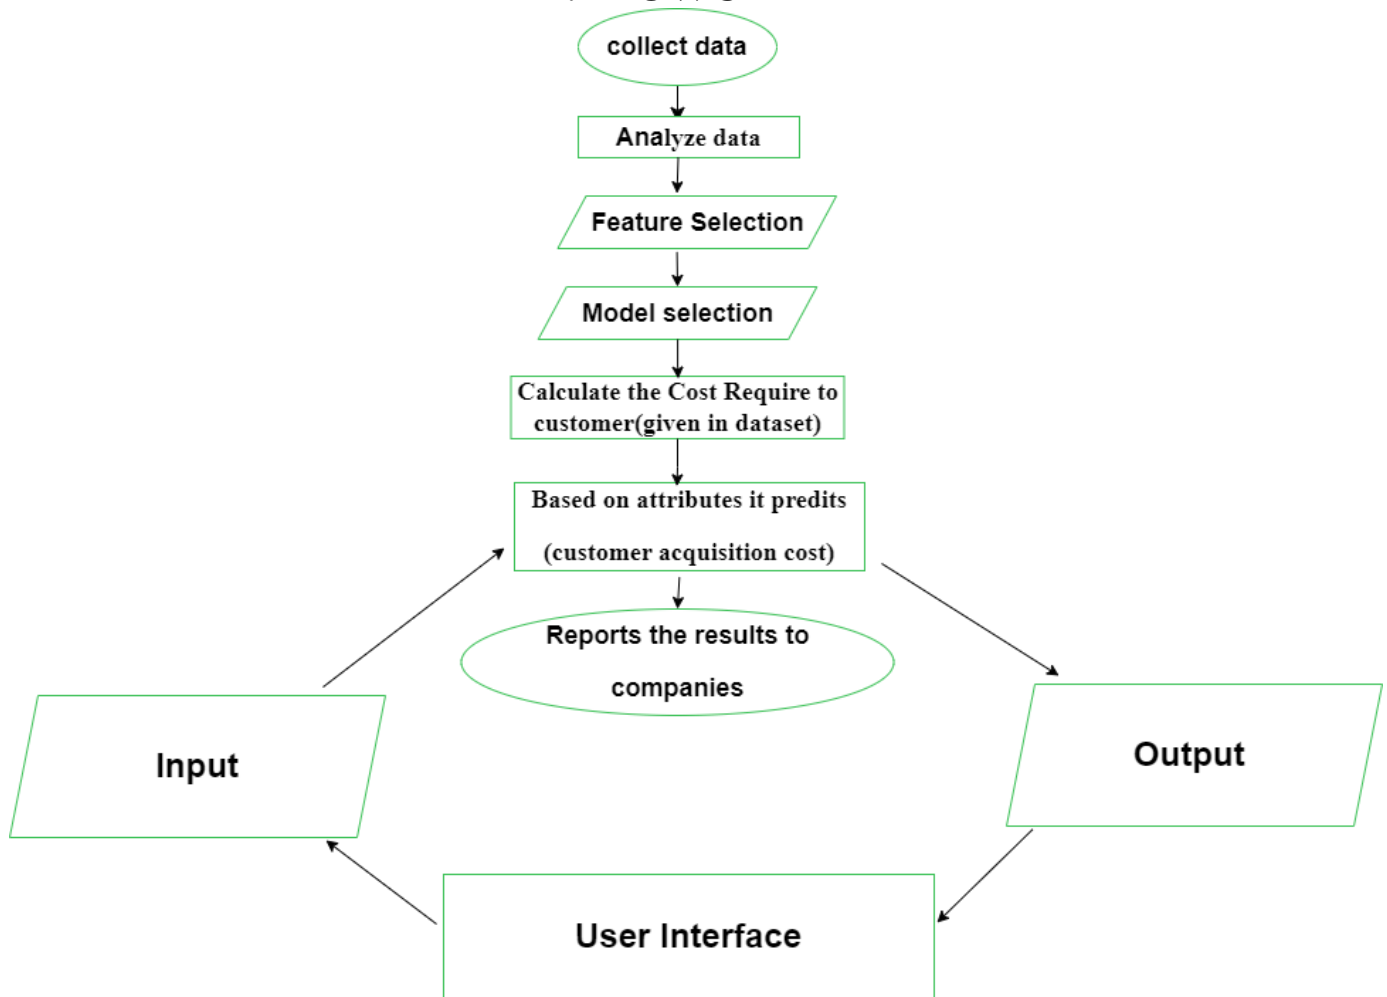 collect data
Analyze data
Feature Selection
Model selection
Calculate the Cost Require to
customer(given in dataset)
Based on attributes it predits
(customer acquisition cost)
Reports the results to
companies
Input
Output
User Interface